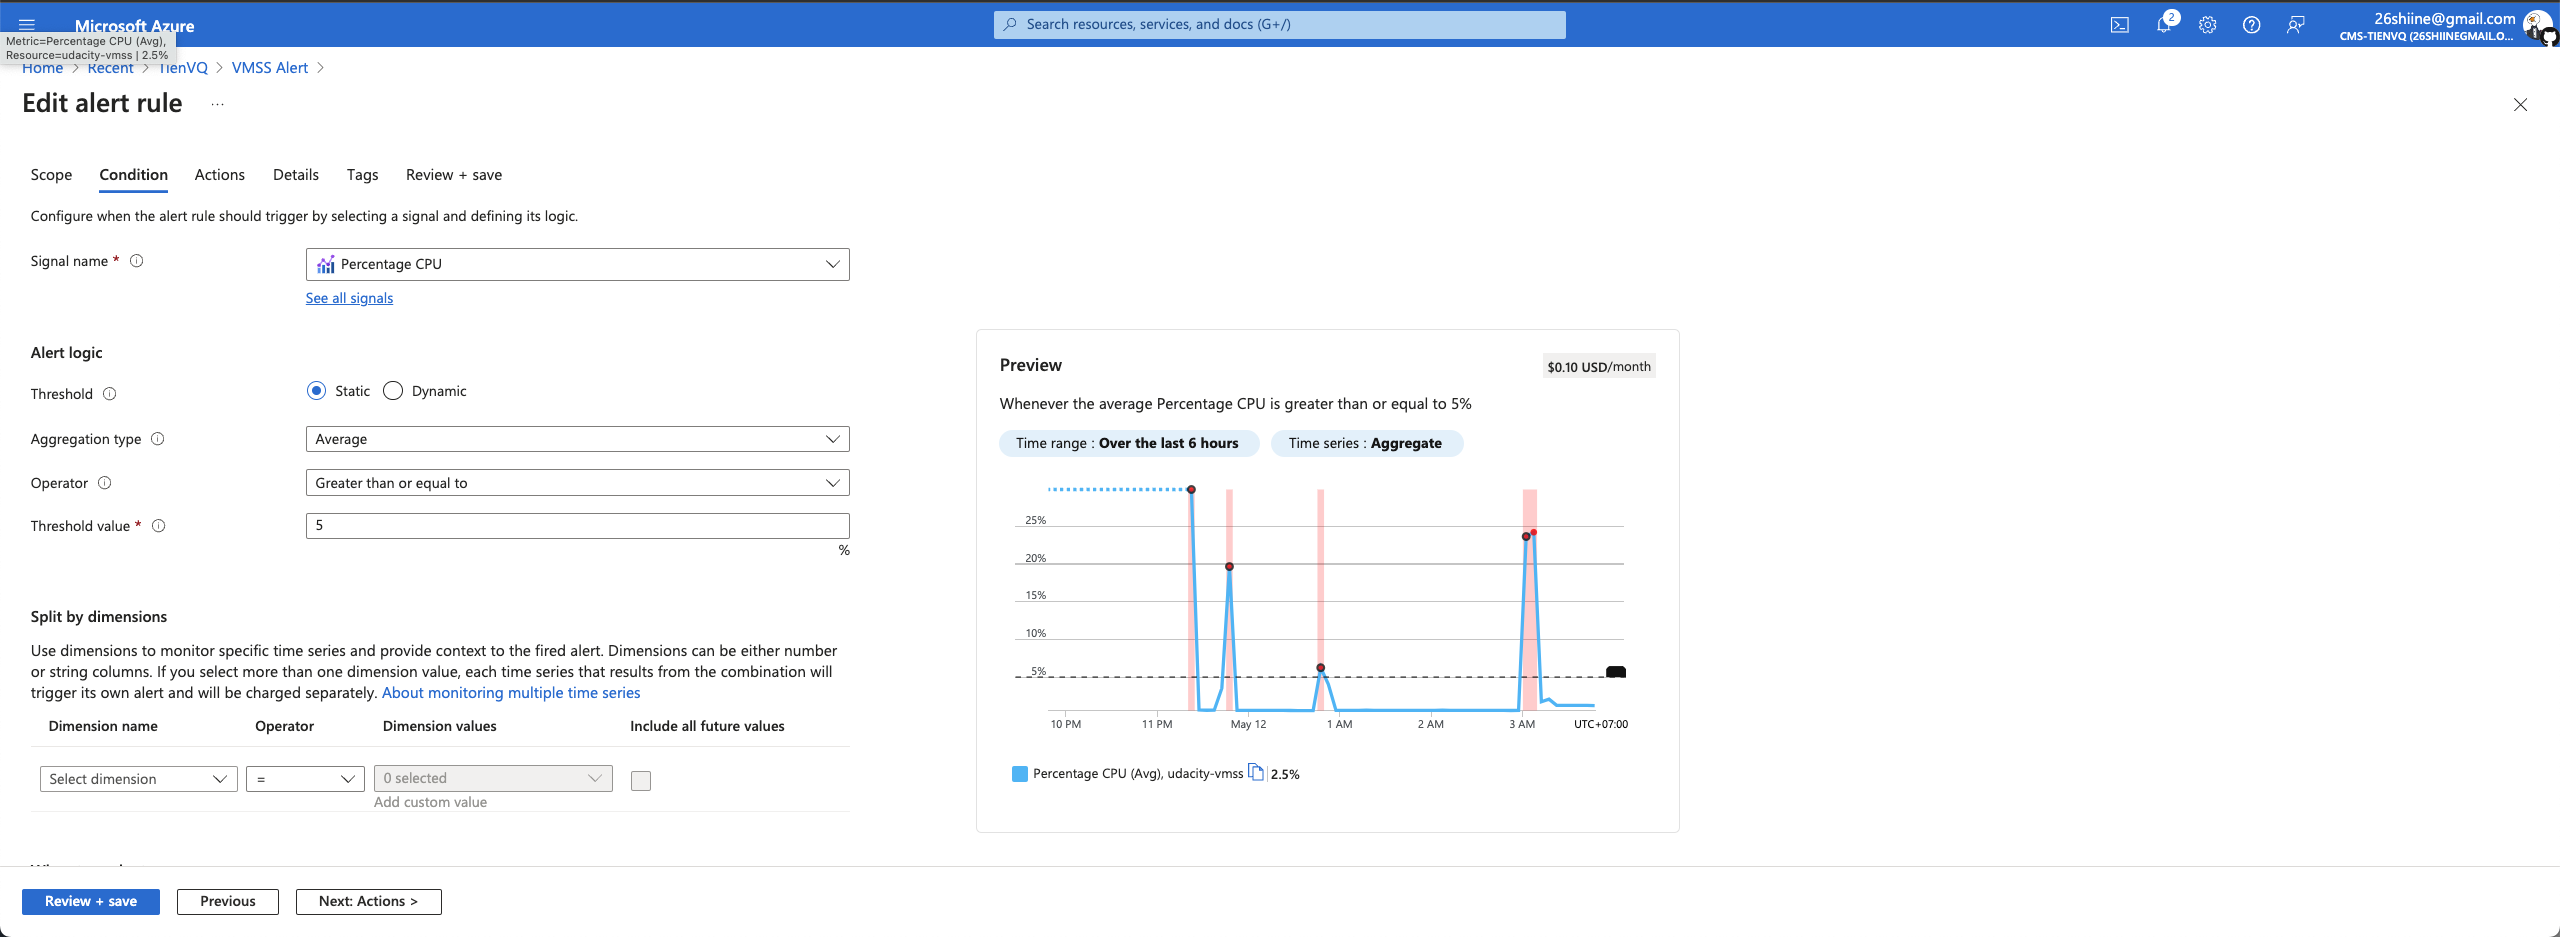 Microsoft Azure
Search resources, services, and docs (G+/)
2
26shiine@gmail.com
CMS-TIENVQ (26SHIINEGMAIL.O...
Metric=Percentage CPU (Avg),
Resource=udacity-vmss | 2.5%
Home > Recent > TienVQ > VMSS Alert >
Edit alert rule ...
Scope Condition Actions Details Tags Review + save
Configure when the alert rule should trigger by selecting a signal and defining its logic.
Signal name *
Percentage CPU
See all signals
Alert logic
Threshold
Static Dynamic
Aggregation type
Average
Operator
Greater than or equal to
Threshold value *
5
%
Split by dimensions
Use dimensions to monitor specific time series and provide context to the fired alert. Dimensions can be either number
or string columns. If you select more than one dimension value, each time series that results from the combination will
trigger its own alert and will be charged separately. About monitoring multiple time series
Dimension name Operator Dimension values Include all future values
Select dimension = 0 selected
Add custom value
Preview
$0.10 USD/month
Whenever the average Percentage CPU is greater than or equal to 5%
Time range : Over the last 6 hours Time series : Aggregate
25%
20%
15%
10%
5%
10 PM 11 PM May 12 1 AM 2 AM 3 AM UTC+07:00
Percentage CPU (Avg), udacity-vmss | 2.5%
Review + save Previous Next: Actions >